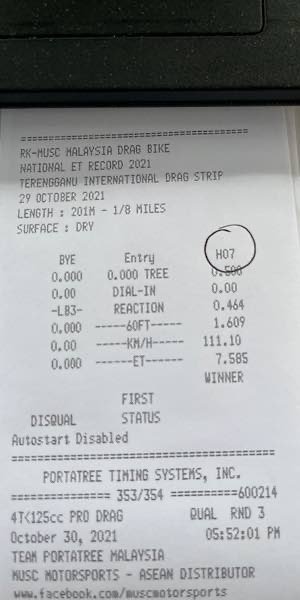 ==========================================
RK-MUSC MALAYSIA DRAG BIKE
NATIONAL ET RECORD 2021
TERENGGANU INTERNATIONAL DRAG STRIP
29 OCTOBER 2021
LENGTH : 201M - 1/8 MILES
SURFACE : DRY
BYE Entry H07
0.000 0.000 TREE 0.500
0.00 DIAL-IN 0.00
-LB3- REACTION 0.464
0.000 ------60FT------ 1.609
0.00 ------KM/H------ 111.10
0.000 -------ET------- 7.585
WINNER
FIRST
DISQUAL STATUS
Autostart Disabled
==========================================
PORTATREE TIMING SYSTEMS, INC.
============== 353/354 ==========600214
4T<125cc PRO DRAG QUAL RND 3
October 30, 2021 05:52:01 PM
TEAM PORTATREE MALAYSIA
MUSC MOTORSPORTS - ASEAN DISTRIBUTOR
www.facebook.com/muscmotorsports